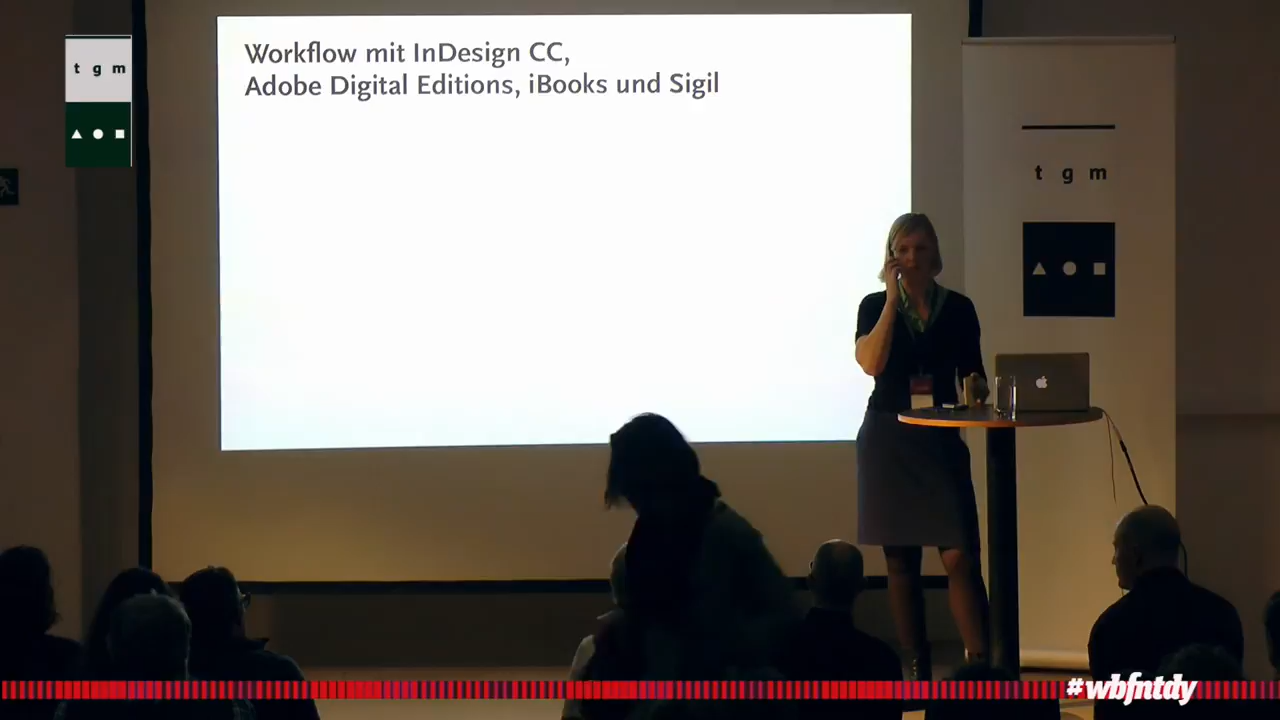 Workflow mit InDesign CC,
Adobe Digital Editions, iBooks und Sigil
t g m
t g m
#wbfntdy